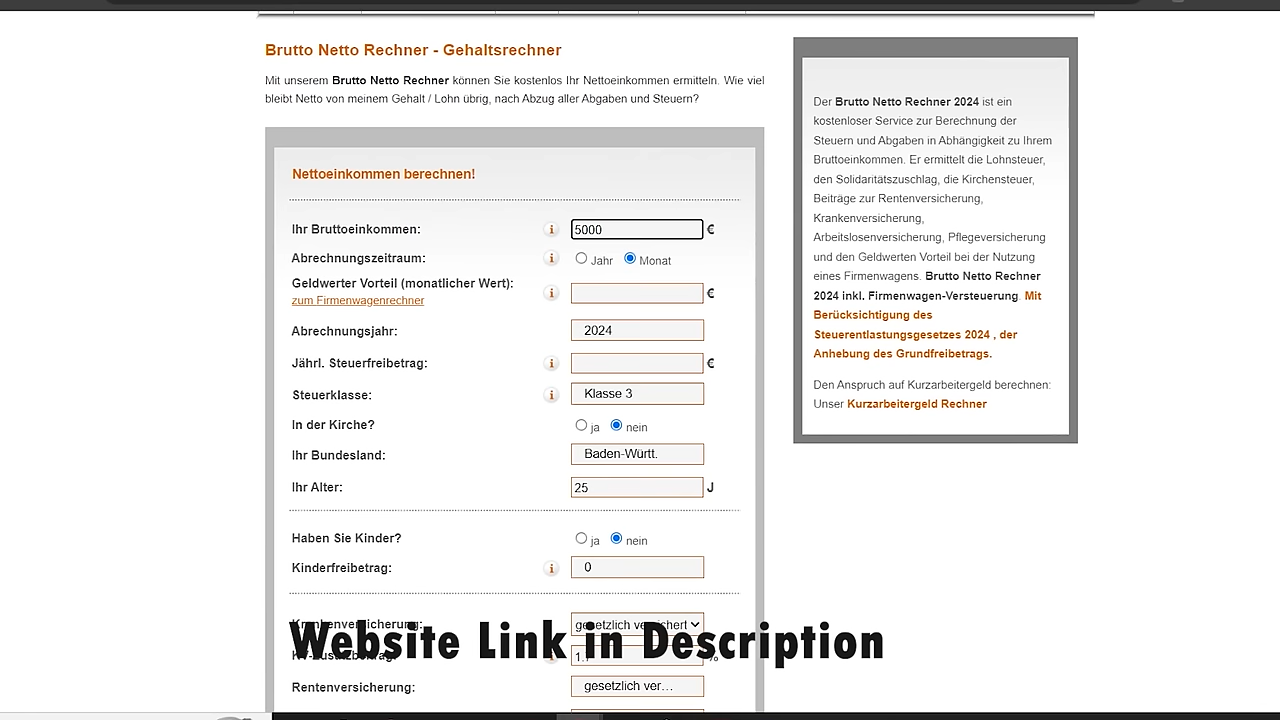 Brutto Netto Rechner - Gehaltsrechner
Mit unserem Brutto Netto Rechner können Sie kostenlos Ihr Nettoeinkommen ermitteln. Wie viel
bleibt Netto von meinem Gehalt / Lohn übrig, nach Abzug aller Abgaben und Steuern?
Nettoeinkommen berechnen!
Ihr Bruttoeinkommen: 5000 €
Abrechnungszeitraum: Jahr Monat
Geldwerter Vorteil (monatlicher Wert): €
zum Firmenwagenrechner
Abrechnungsjahr: 2024
Jährl. Steuerfreibetrag: €
Steuerklasse: Klasse 3
In der Kirche? ja nein
Ihr Bundesland: Baden-Württ.
Ihr Alter: 25 J
Haben Sie Kinder? ja nein
Kinderfreibetrag: 0
Krankenversicherung: gesetzlich versichert
Website Link in Description
KV-Zusatzbeitrag: %
Rentenversicherung: gesetzlich ver...
Der Brutto Netto Rechner 2024 ist ein
kostenloser Service zur Berechnung der
Steuern und Abgaben in Abhängigkeit zu Ihrem
Bruttoeinkommen. Er ermittelt die Lohnsteuer,
den Solidaritätszuschlag, die Kirchensteuer,
Beiträge zur Rentenversicherung,
Krankenversicherung,
Arbeitslosenversicherung, Pflegeversicherung
und den Geldwerten Vorteil bei der Nutzung
eines Firmenwagens. Brutto Netto Rechner
2024 inkl. Firmenwagen-Versteuerung. Mit
Berücksichtigung des
Steuerentlastungsgesetzes 2024 , der
Anhebung des Grundfreibetrags.
Den Anspruch auf Kurzarbeitergeld berechnen:
Unser Kurzarbeitergeld Rechner